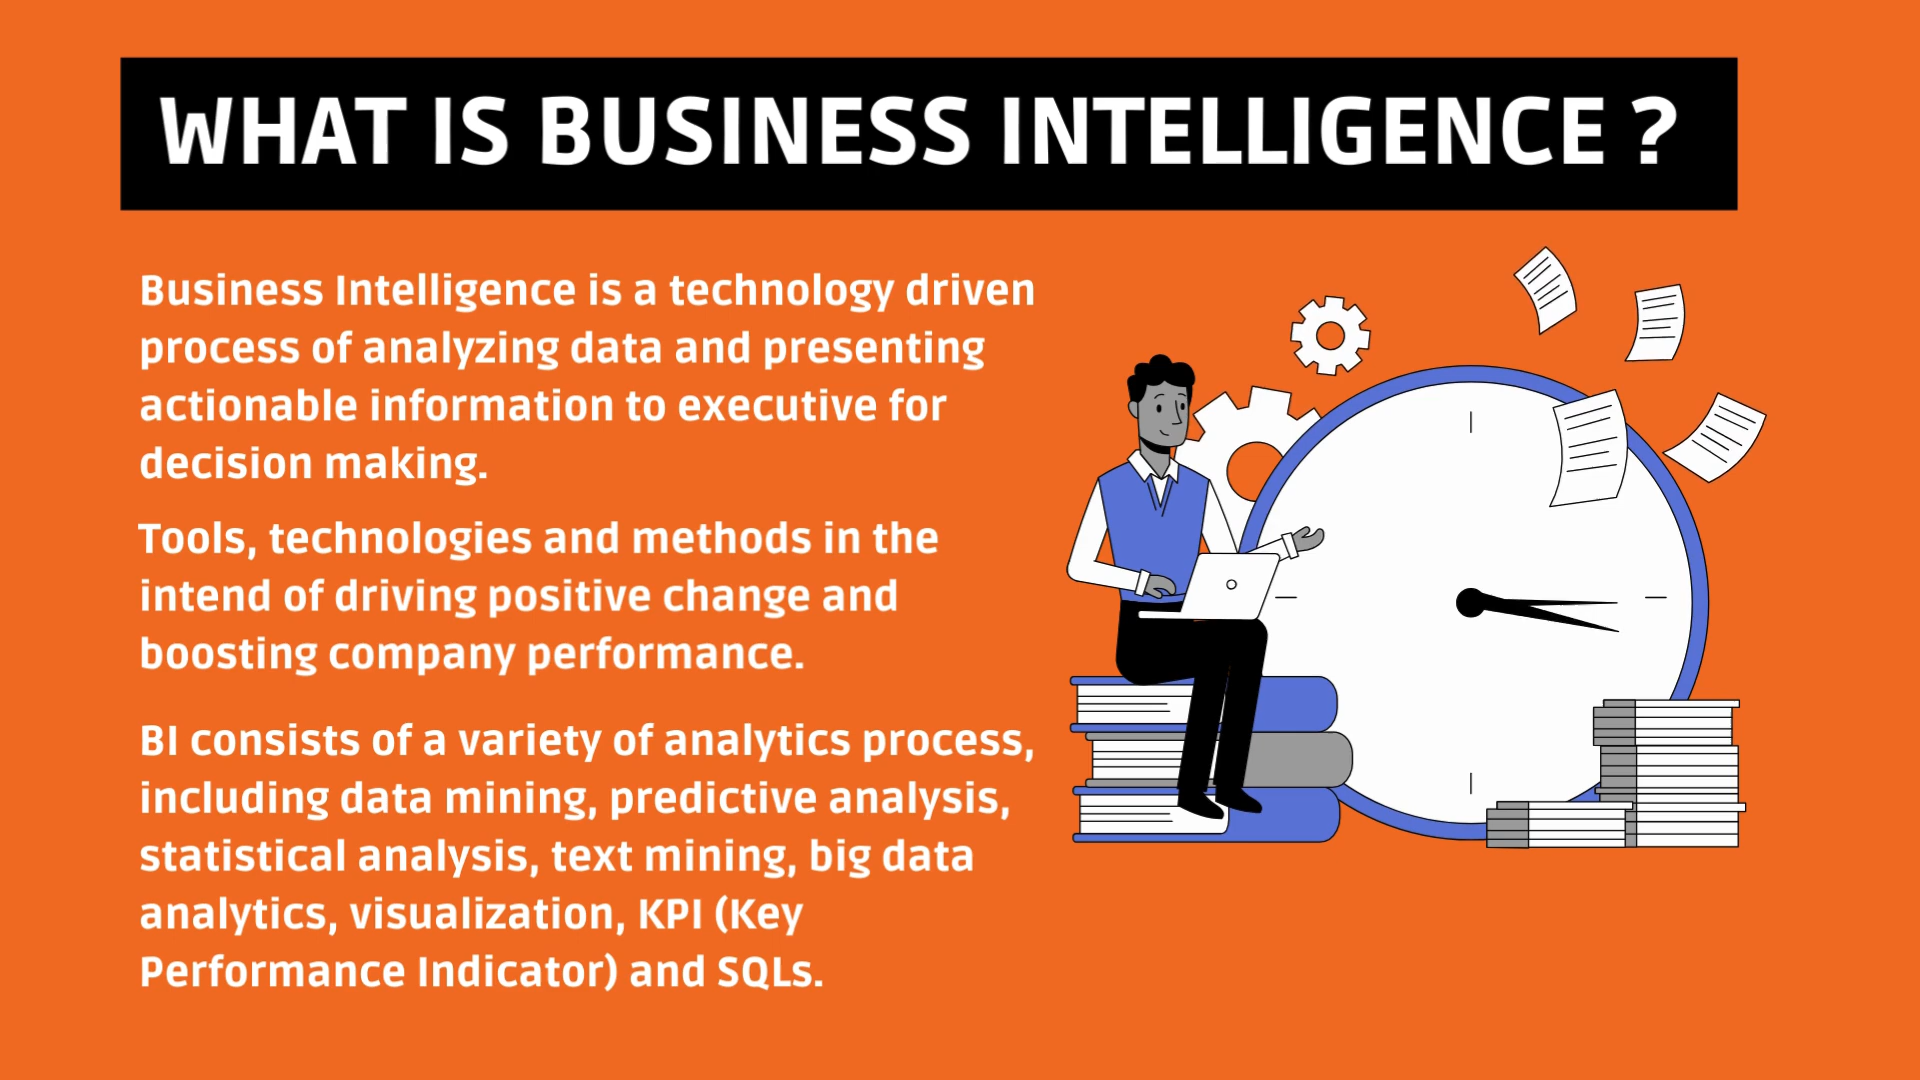 WHAT IS BUSINESS INTELLIGENCE ?
Business Intelligence is a technology driven
process of analyzing data and presenting
actionable information to executive for
decision making.
Tools, technologies and methods in the
intend of driving positive change and
boosting company performance.
BI consists of a variety of analytics process,
including data mining, predictive analysis,
statistical analysis, text mining, big data
analytics, visualization, KPI (Key
Performance Indicator) and SQLs.